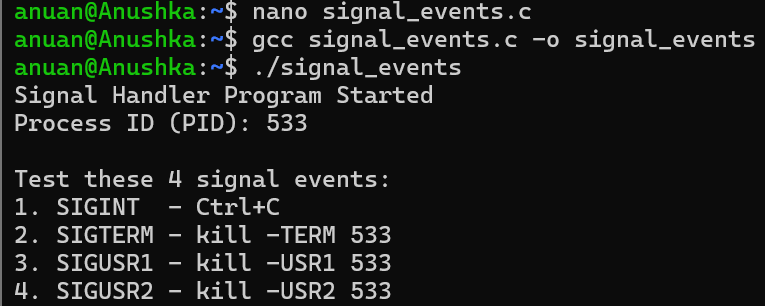 anuan@Anushka:~$ nano signal_events.c
anuan@Anushka:~$ gcc signal_events.c -o signal_events
anuan@Anushka:~$ ./signal_events
Signal Handler Program Started
Process ID (PID): 533
Test these 4 signal events:
1. SIGINT  - Ctrl+C
2. SIGTERM - kill -TERM 533
3. SIGUSR1 - kill -USR1 533
4. SIGUSR2 - kill -USR2 533